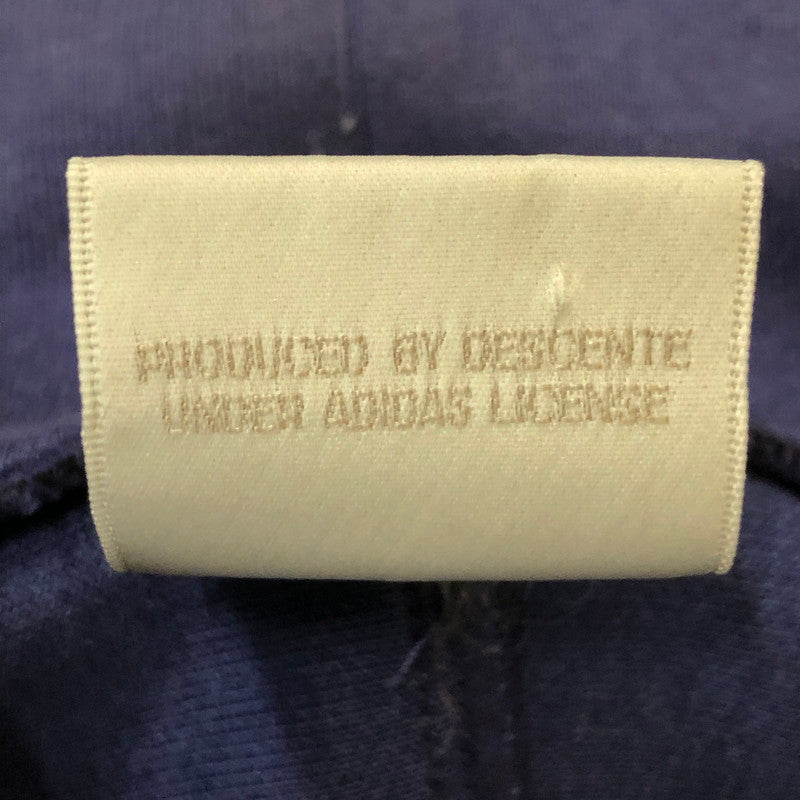 PRODUCED BY DESCENTE
UNDER ADIDAS LICENSE